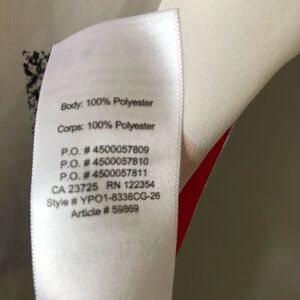 Body: 100% Polyester
Corps: 100% Polyester
P.O. # 4500057809
P.O. # 4500057810
P.O. # 4500057811
CA 23725 RN 122354
Style # YPO1-8338CG-26
Article # 59869